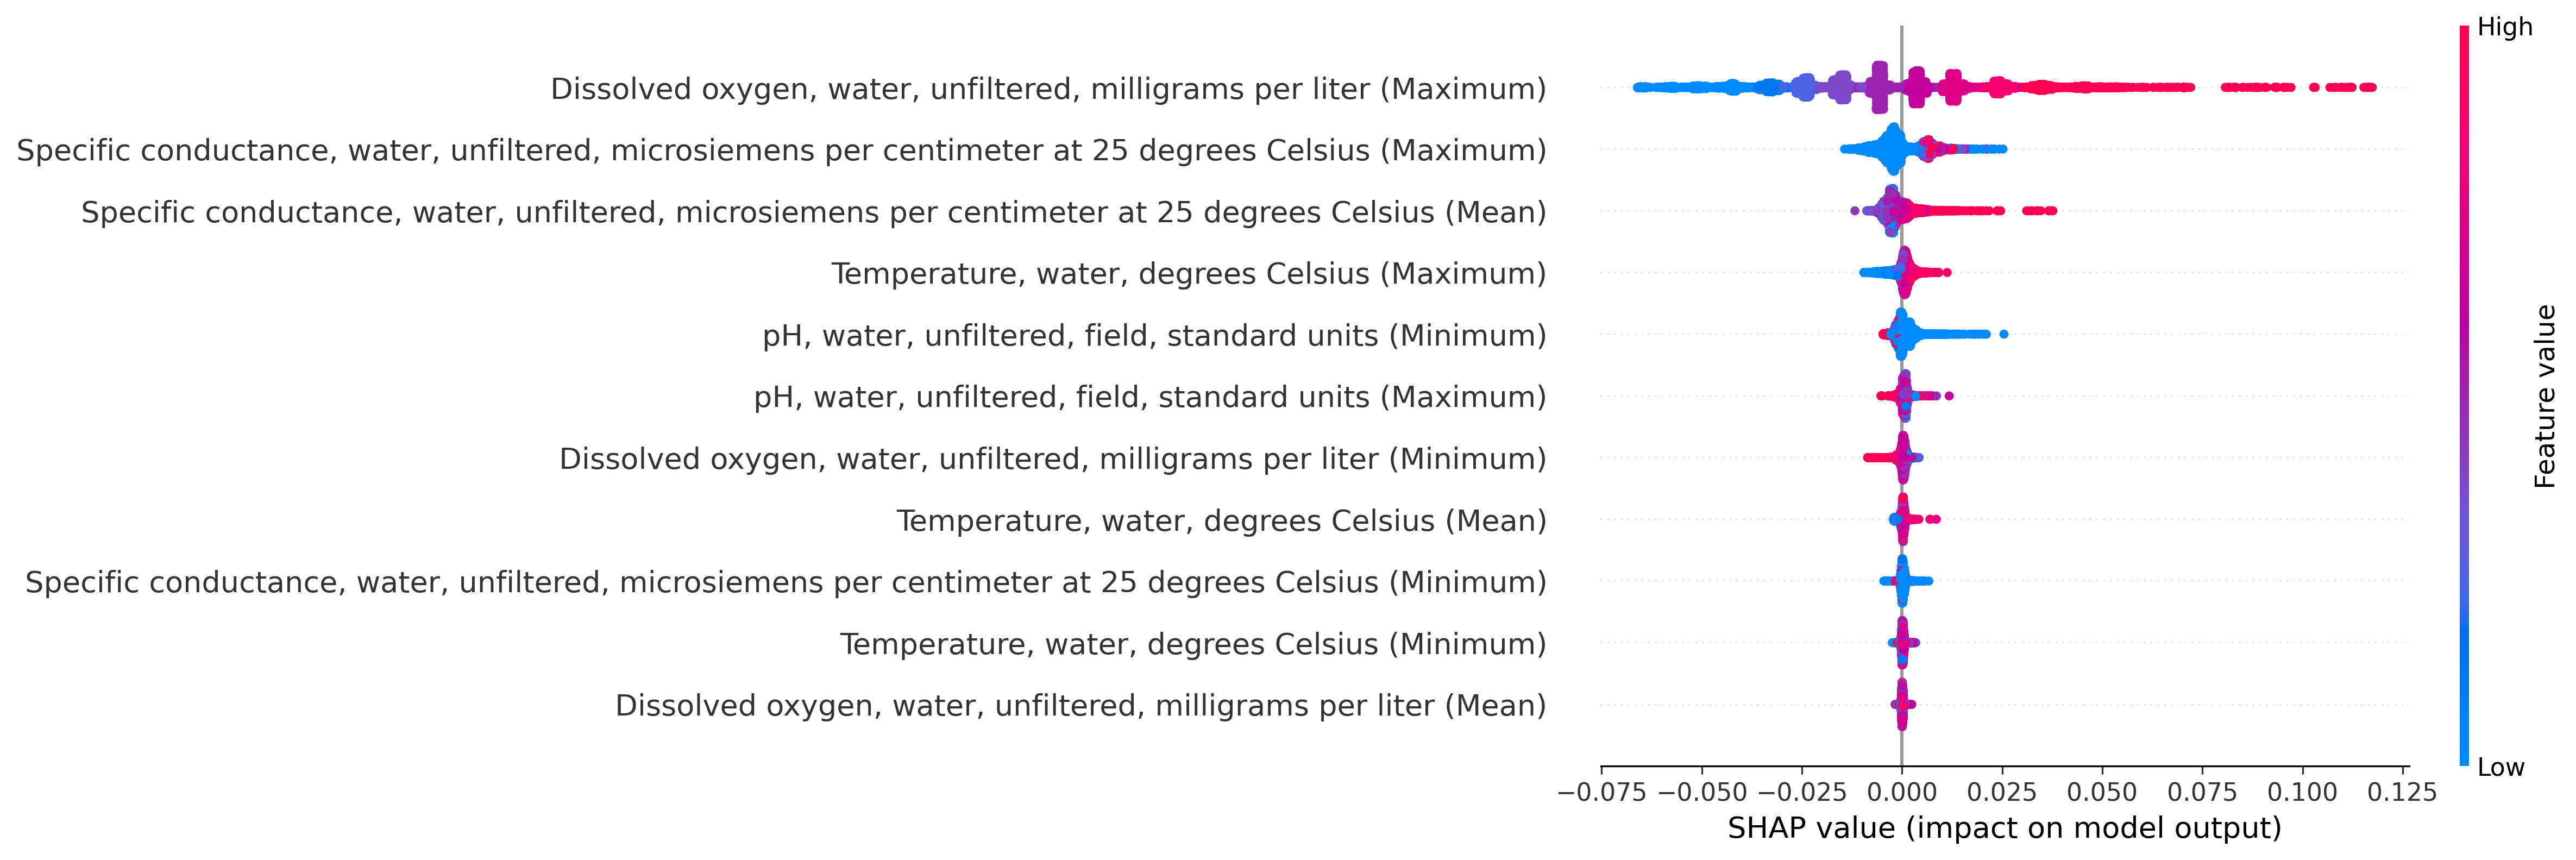 High
Dissolved oxygen, water, unfiltered, milligrams per liter (Maximum)
Specific conductance, water, unfiltered, microsiemens per centimeter at 25 degrees Celsius (Maximum)
Specific conductance, water, unfiltered, microsiemens per centimeter at 25 degrees Celsius (Mean)
Temperature, water, degrees Celsius (Maximum)
pH, water, unfiltered, field, standard units (Minimum)
pH, water, unfiltered, field, standard units (Maximum)
Dissolved oxygen, water, unfiltered, milligrams per liter (Minimum)
Temperature, water, degrees Celsius (Mean)
Specific conductance, water, unfiltered, microsiemens per centimeter at 25 degrees Celsius (Minimum)
Temperature, water, degrees Celsius (Minimum)
Dissolved oxygen, water, unfiltered, milligrams per liter (Mean)
Feature value
Low
−0.075 −0.050 −0.025 0.000 0.025 0.050 0.075 0.100 0.125
SHAP value (impact on model output)